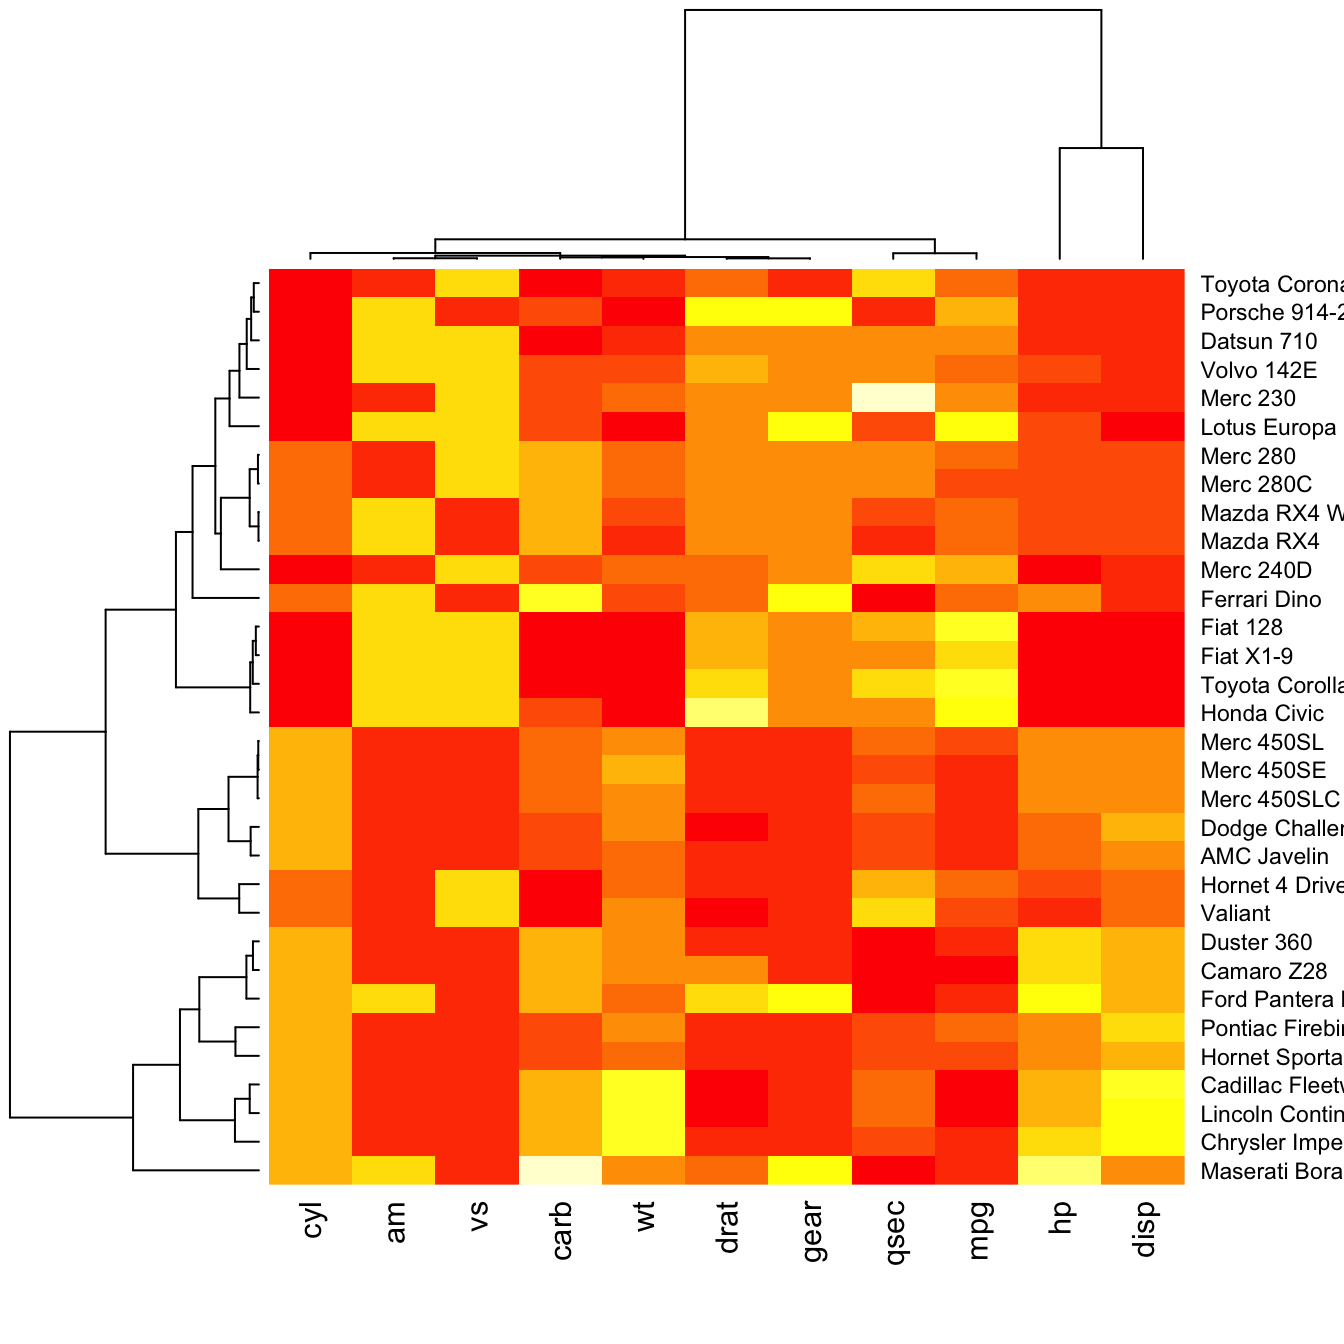 Toyota Corona
Porsche 914-2
Datsun 710
Volvo 142E
Merc 230
Lotus Europa
Merc 280
Merc 280C
Mazda RX4 W
Mazda RX4
Merc 240D
Ferrari Dino
Fiat 128
Fiat X1-9
Toyota Corolla
Honda Civic
Merc 450SL
Merc 450SE
Merc 450SLC
Dodge Challen
AMC Javelin
Hornet 4 Drive
Valiant
Duster 360
Camaro Z28
Ford Pantera
Pontiac Firebir
Hornet Sporta
Cadillac Fleetw
Lincoln Contin
Chrysler Impe
Maserati Bora
cyl
am
vs
carb
wt
drat
gear
qsec
mpg
hp
disp